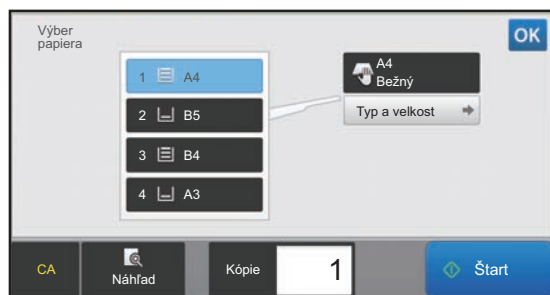 Výber
papiera
OK
1 A4
2 B5
3 B4
4 A3
A4
Bežný
Typ a velkost
CA
Náhľad
Kópie
1
Štart